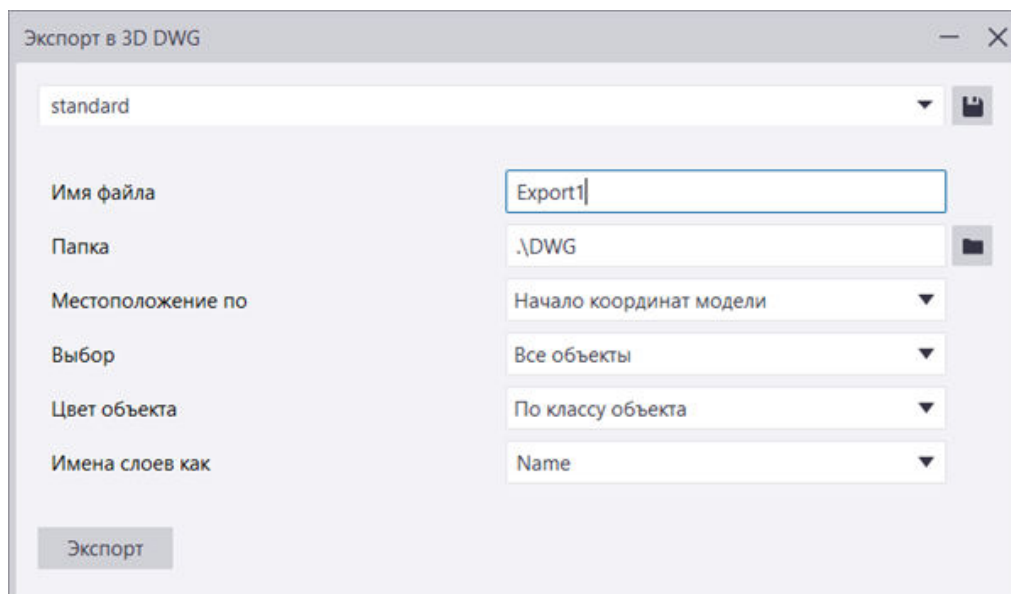 Экспорт в 3D DWG
standard
Имя файла Export1
Папка .\DWG
Местоположение по Начало координат модели
Выбор Все объекты
Цвет объекта По классу объекта
Имена слоев как Name
Экспорт